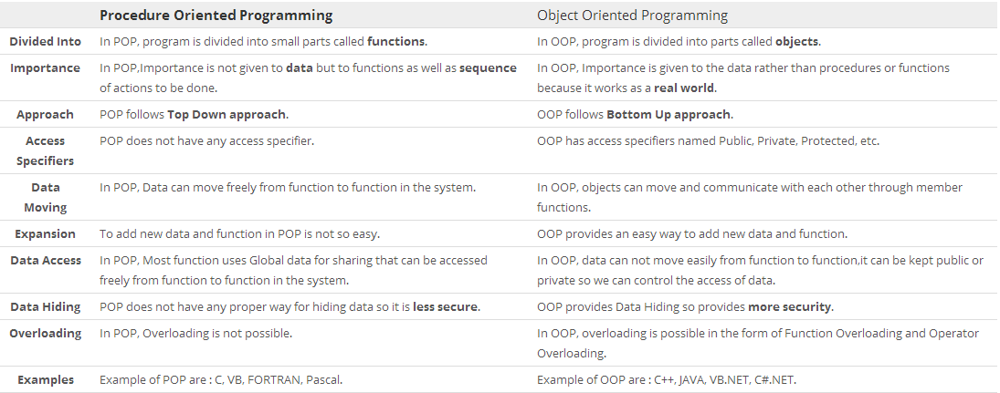 Procedure Oriented Programming
Object Oriented Programming
Divided Into
In POP, program is divided into small parts called functions.
In OOP, program is divided into parts called objects.
Importance
In POP,Importance is not given to data but to functions as well as sequence
of actions to be done.
In OOP, Importance is given to the data rather than procedures or functions
because it works as a real world.
Approach
POP follows Top Down approach.
OOP follows Bottom Up approach.
Access
Specifiers
POP does not have any access specifier.
OOP has access specifiers named Public, Private, Protected, etc.
Data
Moving
In POP, Data can move freely from function to function in the system.
In OOP, objects can move and communicate with each other through member
functions.
Expansion
To add new data and function in POP is not so easy.
OOP provides an easy way to add new data and function.
Data Access
In POP, Most function uses Global data for sharing that can be accessed
freely from function to function in the system.
In OOP, data can not move easily from function to function,it can be kept public or
private so we can control the access of data.
Data Hiding
POP does not have any proper way for hiding data so it is less secure.
OOP provides Data Hiding so provides more security.
Overloading
In POP, Overloading is not possible.
In OOP, overloading is possible in the form of Function Overloading and Operator
Overloading.
Examples
Example of POP are : C, VB, FORTRAN, Pascal.
Example of OOP are : C++, JAVA, VB.NET, C#.NET.